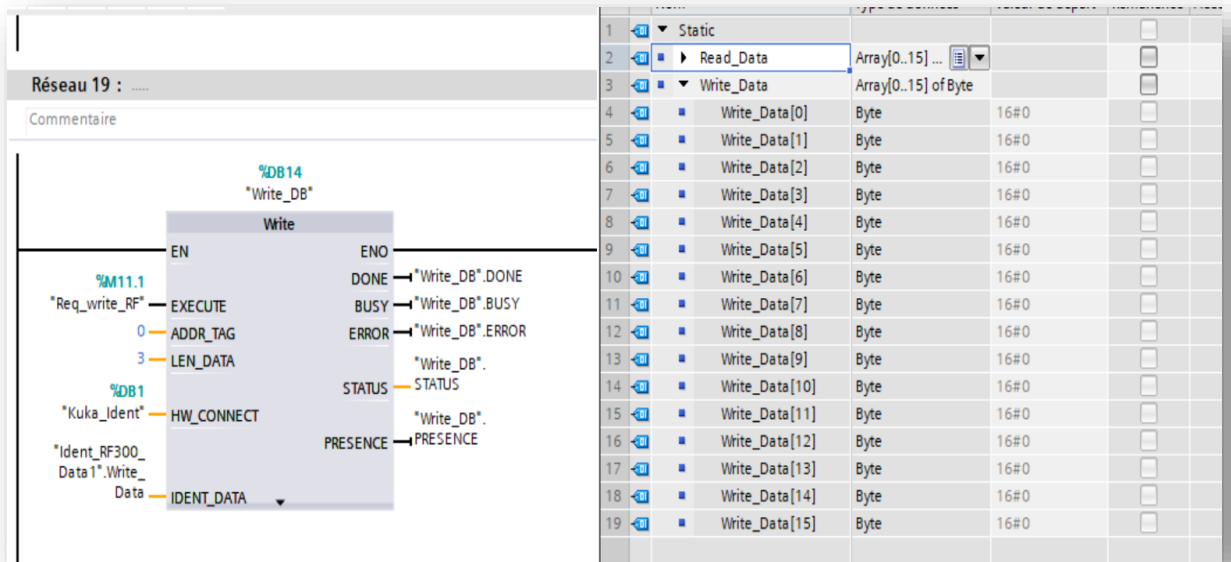 Réseau 19 : .....
Commentaire
%DB14
"Write_DB"
Write
EN
ENO
DONE
"Write_DB".DONE
%M11.1
"Req_write_RF"
EXECUTE
BUSY
"Write_DB".BUSY
0
ADDR_TAG
ERROR
"Write_DB".ERROR
3
LEN_DATA
"Write_DB".
STATUS
STATUS
%DB1
"Kuka_Ident"
HW_CONNECT
"Write_DB".
PRESENCE
PRESENCE
"Ident_RF300_
Data1".Write_
Data
IDENT_DATA
1 Static
2 Read_Data Array[0..15] ...
3 Write_Data Array[0..15] of Byte
4 Write_Data[0] Byte 16#0
5 Write_Data[1] Byte 16#0
6 Write_Data[2] Byte 16#0
7 Write_Data[3] Byte 16#0
8 Write_Data[4] Byte 16#0
9 Write_Data[5] Byte 16#0
10 Write_Data[6] Byte 16#0
11 Write_Data[7] Byte 16#0
12 Write_Data[8] Byte 16#0
13 Write_Data[9] Byte 16#0
14 Write_Data[10] Byte 16#0
15 Write_Data[11] Byte 16#0
16 Write_Data[12] Byte 16#0
17 Write_Data[13] Byte 16#0
18 Write_Data[14] Byte 16#0
19 Write_Data[15] Byte 16#0